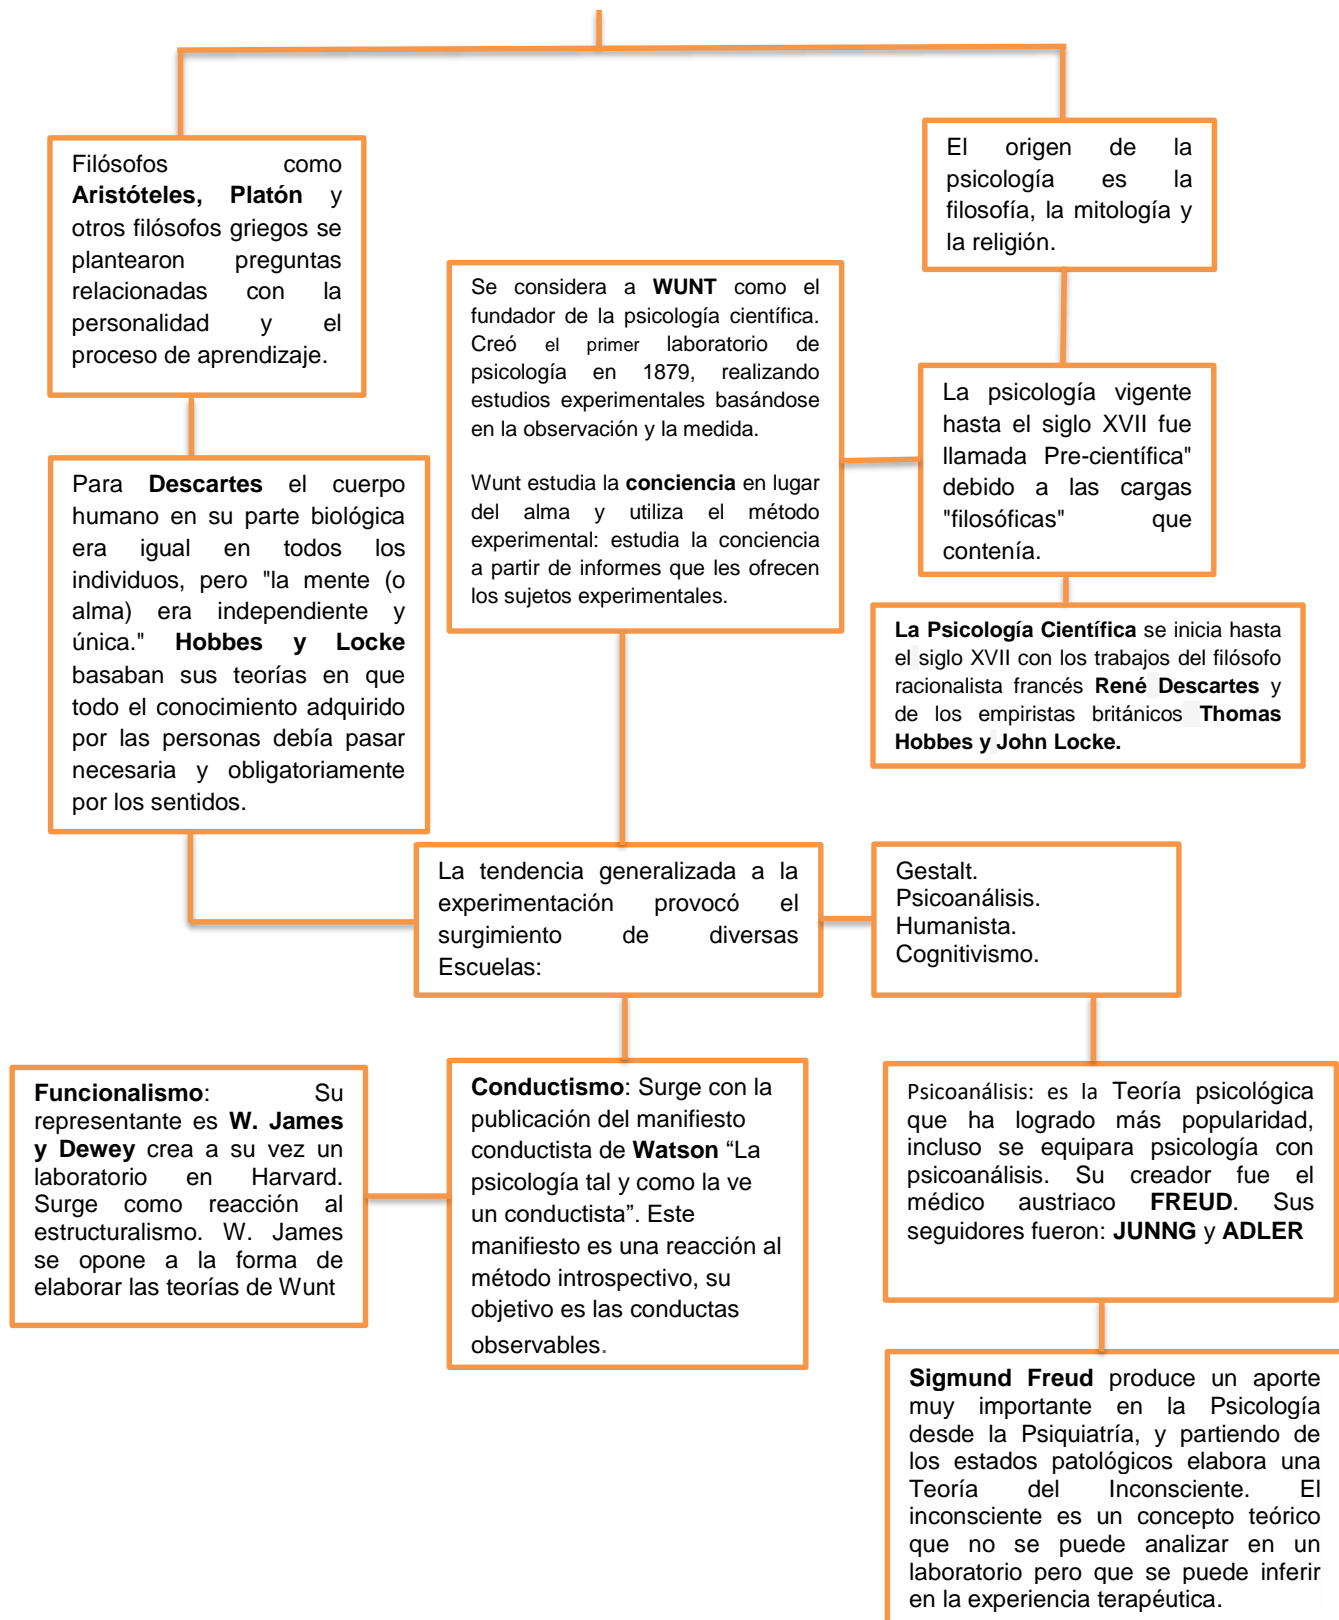 Filósofos como
Aristóteles, Platón y
otros filósofos griegos se
plantearon preguntas
relacionadas con la
personalidad y el
proceso de aprendizaje.
El origen de la
psicología es la
filosofía, la mitología y
la religión.
Se considera a WUNT como el
fundador de la psicología científica.
Creó el primer laboratorio de
psicología en 1879, realizando
estudios experimentales basándose
en la observación y la medida.
Wunt estudia la conciencia en lugar
del alma y utiliza el método
experimental: estudia la conciencia
a partir de informes que les ofrecen
los sujetos experimentales.
La psicología vigente
hasta el siglo XVII fue
llamada Pre-científica"
debido a las cargas
"filosóficas" que
contenía.
Para Descartes el cuerpo
humano en su parte biológica
era igual en todos los
individuos, pero "la mente (o
alma) era independiente y
única." Hobbes y Locke
basaban sus teorías en que
todo el conocimiento adquirido
por las personas debía pasar
necesaria y obligatoriamente
por los sentidos.
La Psicología Científica se inicia hasta
el siglo XVII con los trabajos del filósofo
racionalista francés René Descartes y
de los empiristas británicos Thomas
Hobbes y John Locke.
La tendencia generalizada a la
experimentación provocó el
surgimiento de diversas
Escuelas:
Gestalt.
Psicoanálisis.
Humanista.
Cognitivismo.
Funcionalismo: Su
representante es W. James
y Dewey crea a su vez un
laboratorio en Harvard.
Surge como reacción al
estructuralismo. W. James
se opone a la forma de
elaborar las teorías de Wunt
Conductismo: Surge con la
publicación del manifiesto
conductista de Watson “La
psicología tal y como la ve
un conductista”. Este
manifiesto es una reacción al
método introspectivo, su
objetivo es las conductas
observables.
Psicoanálisis: es la Teoría psicológica
que ha logrado más popularidad,
incluso se equipara psicología con
psicoanálisis. Su creador fue el
médico austriaco FREUD. Sus
seguidores fueron: JUNNG y ADLER
Sigmund Freud produce un aporte
muy importante en la Psicología
desde la Psiquiatría, y partiendo de
los estados patológicos elabora una
Teoría del Inconsciente. El
inconsciente es un concepto teórico
que no se puede analizar en un
laboratorio pero que se puede inferir
en la experiencia terapéutica.